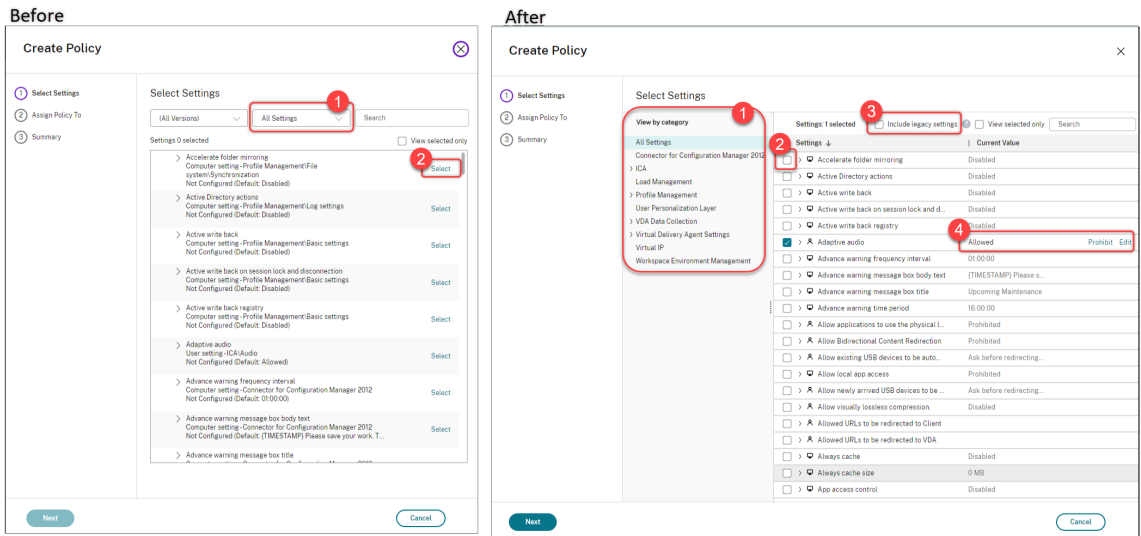 Before
Create Policy
1 Select Settings
2 Assign Policy To
3 Summary
Select Settings
1
(All Versions) All Settings Search
Settings 0 selected View selected only
2
Accelerate folder mirroring
Computer setting - Profile Management\File
system\Synchronization
Not Configured (Default: Disabled)
Select
Active Directory actions
Computer setting - Profile Management\Log settings
Not Configured (Default: Disabled)
Select
Active write back
Computer setting - Profile Management\Basic settings
Not Configured (Default: Disabled)
Select
Active write back on session lock and disconnection
Computer setting - Profile Management\Basic settings
Not Configured (Default: Disabled)
Select
Active write back registry
Computer setting - Profile Management\Basic settings
Not Configured (Default: Disabled)
Select
Adaptive audio
User setting - ICA\Audio
Not Configured (Default: Allowed)
Select
Advance warning frequency interval
Computer setting - Connector for Configuration Manager 2012
Not Configured (Default: 01:00:00)
Select
Advance warning message box body text
Computer setting - Connector for Configuration Manager 2012
Not Configured (Default: {TIMESTAMP} Please save your work. T...
Select
Advance warning message box title
Next Cancel
After
Create Policy
1 Select Settings
2 Assign Policy To
3 Summary
Select Settings
1
View by category
All Settings
Connector for Configuration Manager 2012
ICA
Load Management
Profile Management
User Personalization Layer
VDA Data Collection
Virtual Delivery Agent Settings
Virtual IP
Workspace Environment Management
3
Settings: 1 selected Include legacy settings View selected only Search
2
Settings ↓ Current Value
Accelerate folder mirroring Disabled
Active Directory actions Disabled
Active write back Disabled
Active write back on session lock and d... Disabled
Active write back registry Disabled
4
Adaptive audio Allowed Prohibit Edit
Advance warning frequency interval 01:00:00
Advance warning message box body text {TIMESTAMP} Please s...
Advance warning message box title Upcoming Maintenance
Advance warning time period 16:00:00
Allow applications to use the physical l... Prohibited
Allow Bidirectional Content Redirection Prohibited
Allow existing USB devices to be auto... Ask before redirecting...
Allow local app access Prohibited
Allow newly arrived USB devices to be ... Ask before redirecting...
Allow visually lossless compression. Disabled
Allowed URLs to be redirected to Client
Allowed URLs to be redirected to VDA
Always cache Disabled
Always cache size 0 MB
App access control Disabled
Next Cancel